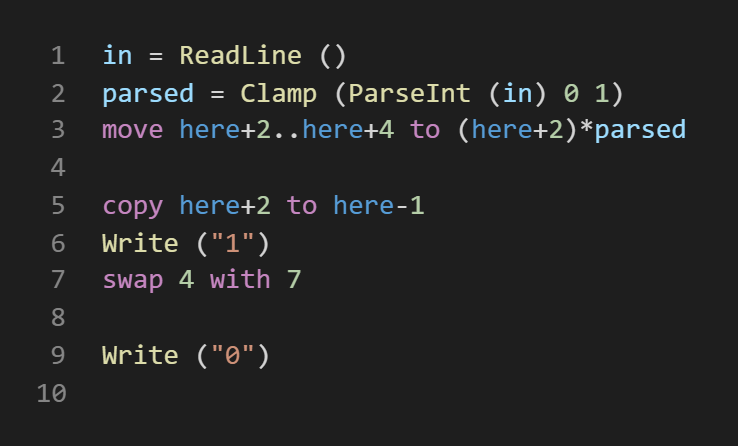 1 in = ReadLine ()
2 parsed = Clamp (ParseInt (in) 0 1)
3 move here+2..here+4 to (here+2)*parsed
4
5 copy here+2 to here-1
6 Write ("1")
7 swap 4 with 7
8
9 Write ("0")
10